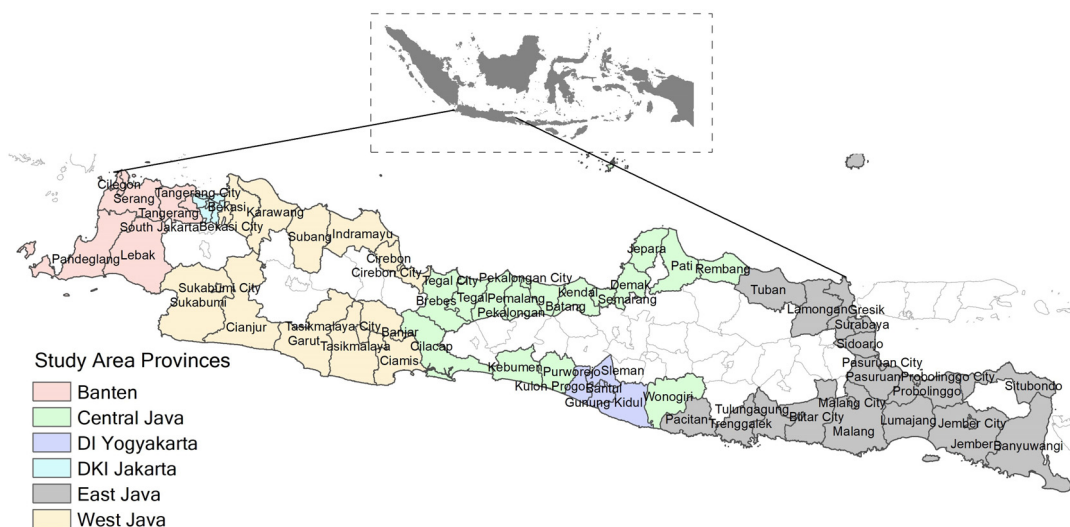 Cilegon
Serang
Tangerang City
Tangerang
Bekasi
South Jakarta
Bekasi City
Karawang
Pandeglang
Lebak
Subang
Indramayu
Cirebon
Cirebon City
Sukabumi City
Sukabumi
Cianjur
Tasikmalaya City
Garut
Tasikmalaya
Banjar
Ciamis
Cilacap
Tegal City
Brebes
Tegal
Pekalongan City
Pemalang
Pekalongan
Kendal
Batang
Semarang
Demak
Jepara
Pati
Rembang
Kebumen
Purworejo
Kulon Progo
Sleman
Bantul
Gunung Kidul
Wonogiri
Tuban
Lamongan
Gresik
Surabaya
Sidoarjo
Pasuruan City
Pasuruan
Probolinggo City
Probolinggo
Situbondo
Pacitan
Tulungagung
Trenggalek
Blitar City
Malang City
Malang
Lumajang
Jember City
Jember
Banyuwangi
Study Area Provinces
Banten
Central Java
DI Yogyakarta
DKI Jakarta
East Java
West Java